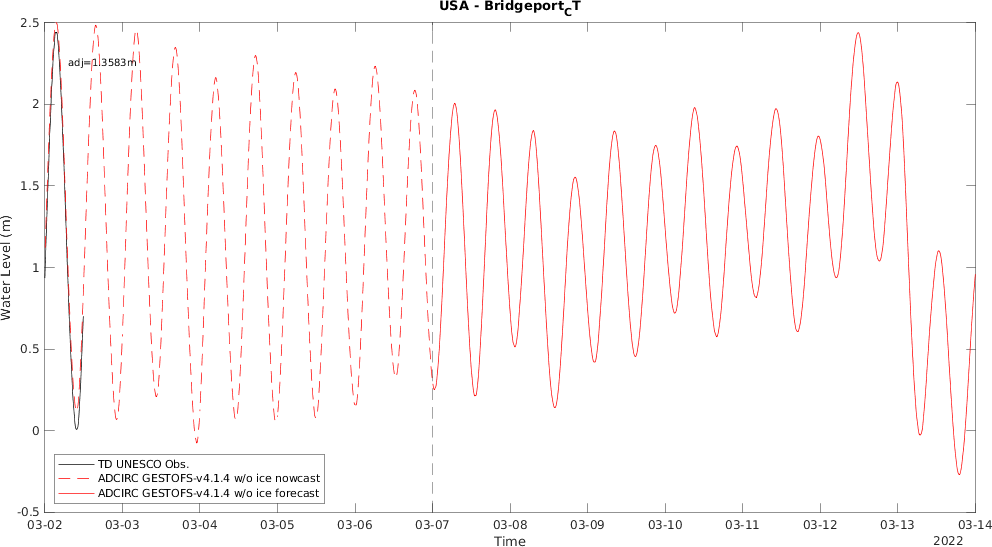 USA - Bridgeport_CT
adj=1.3583m
2.5
2
1.5
1
0.5
0
-0.5
Water Level (m)
TD UNESCO Obs.
ADCIRC GESTOFS-v4.1.4 w/o ice nowcast
ADCIRC GESTOFS-v4.1.4 w/o ice forecast
03-02 03-03 03-04 03-05 03-06 03-07 03-08 03-09 03-10 03-11 03-12 03-13 03-14
Time
2022